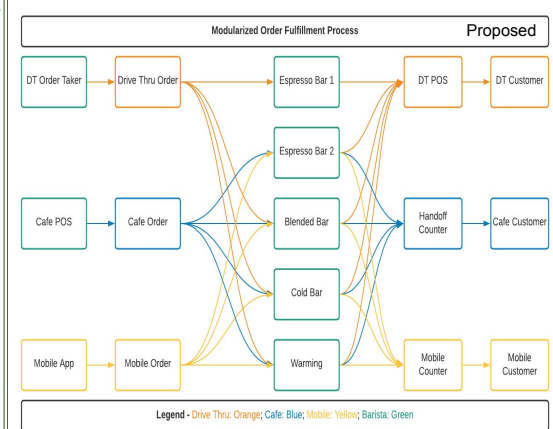 Modularized Order Fulfillment Process
Proposed
DT Order Taker
Drive Thru Order
Espresso Bar 1
DT POS
DT Customer
Espresso Bar 2
Cafe POS
Cafe Order
Blended Bar
Handoff
Counter
Cafe Customer
Cold Bar
Mobile App
Mobile Order
Warming
Mobile
Counter
Mobile
Customer
Legend - Drive Thru: Orange; Cafe: Blue; Mobile: Yellow; Barista: Green